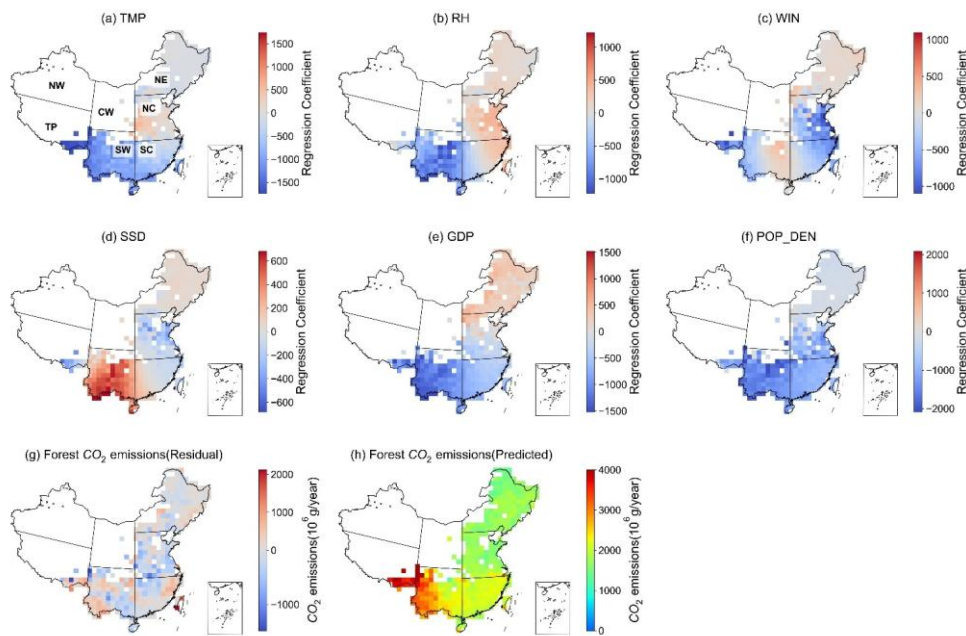 (a) TMP
NW
NE
CW
NC
TP
SW
SC
1500
1000
500
0
−500
−1000
−1500
Regression Coefficient
(b) RH
1000
500
0
−500
−1000
Regression Coefficient
(c) WIN
1000
500
0
−500
−1000
Regression Coefficient
(d) SSD
600
400
200
0
−200
−400
−600
Regression Coefficient
(e) GDP
1500
1000
500
0
−500
−1000
−1500
Regression Coefficient
(f) POP_DEN
2000
1000
0
−1000
−2000
Regression Coefficient
(g) Forest CO₂ emissions(Residual)
2000
1000
0
−1000
CO₂ emissions(10⁶ g/year)
(h) Forest CO₂ emissions(Predicted)
4000
3000
2000
1000
0
CO₂ emissions(10⁶ g/year)